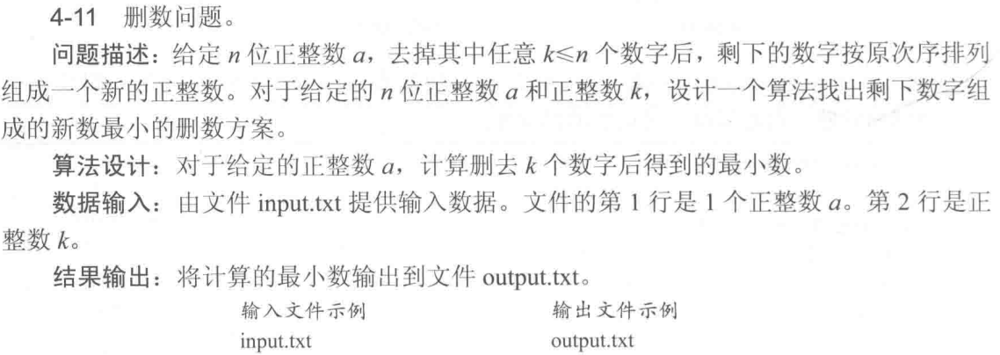 4-11 删数问题。
问题描述：给定 n 位正整数 a，去掉其中任意 k≤n 个数字后，剩下的数字按原次序排列
组成一个新的正整数。对于给定的 n 位正整数 a 和正整数 k，设计一个算法找出剩下数字组
成的新数最小的删数方案。
算法设计：对于给定的正整数 a，计算删去 k 个数字后得到的最小数。
数据输入：由文件 input.txt 提供输入数据。文件的第 1 行是 1 个正整数 a。第 2 行是正
整数 k。
结果输出：将计算的最小数输出到文件 output.txt。
输入文件示例 输出文件示例
input.txt output.txt